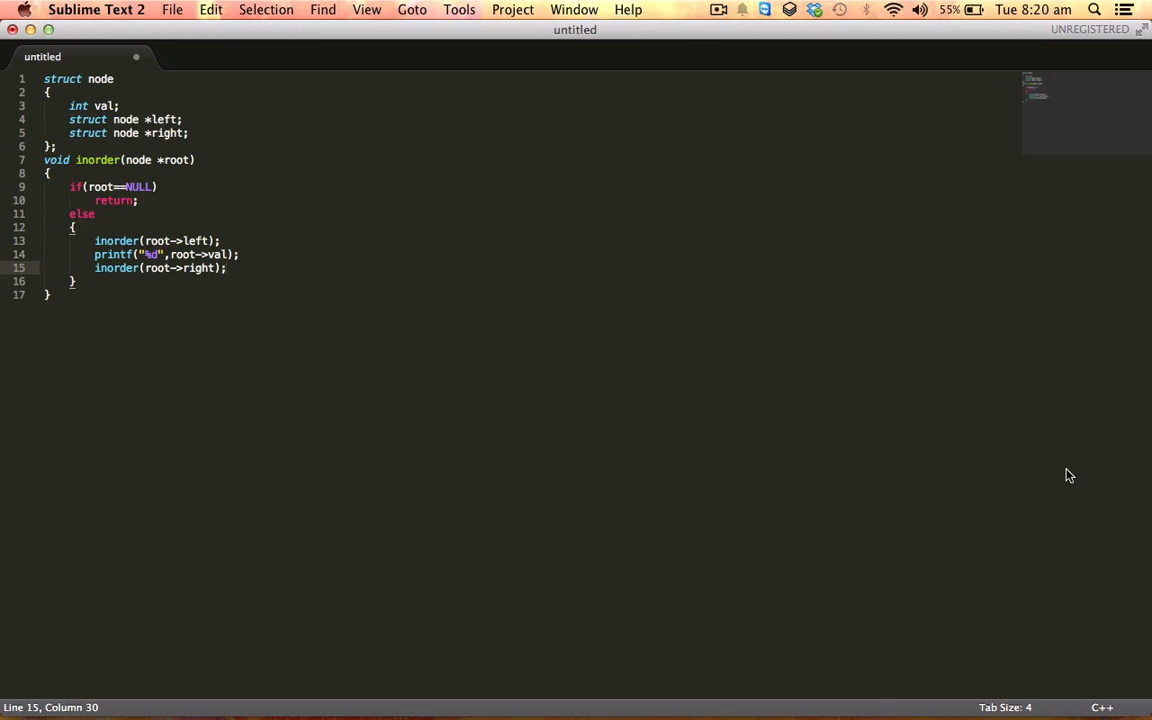 Sublime Text 2 File Edit Selection Find View Goto Tools Project Window Help 55% Tue 8:20 am
untitled UNREGISTERED
untitled
1 struct node
2 {
3 int val;
4 struct node *left;
5 struct node *right;
6 };
7 void inorder(node *root)
8 {
9 if(root==NULL)
10 return;
11 else
12 {
13 inorder(root->left);
14 printf("%d",root->val);
15 inorder(root->right);
16 }
17 }
Line 15, Column 30 Tab Size: 4 C++